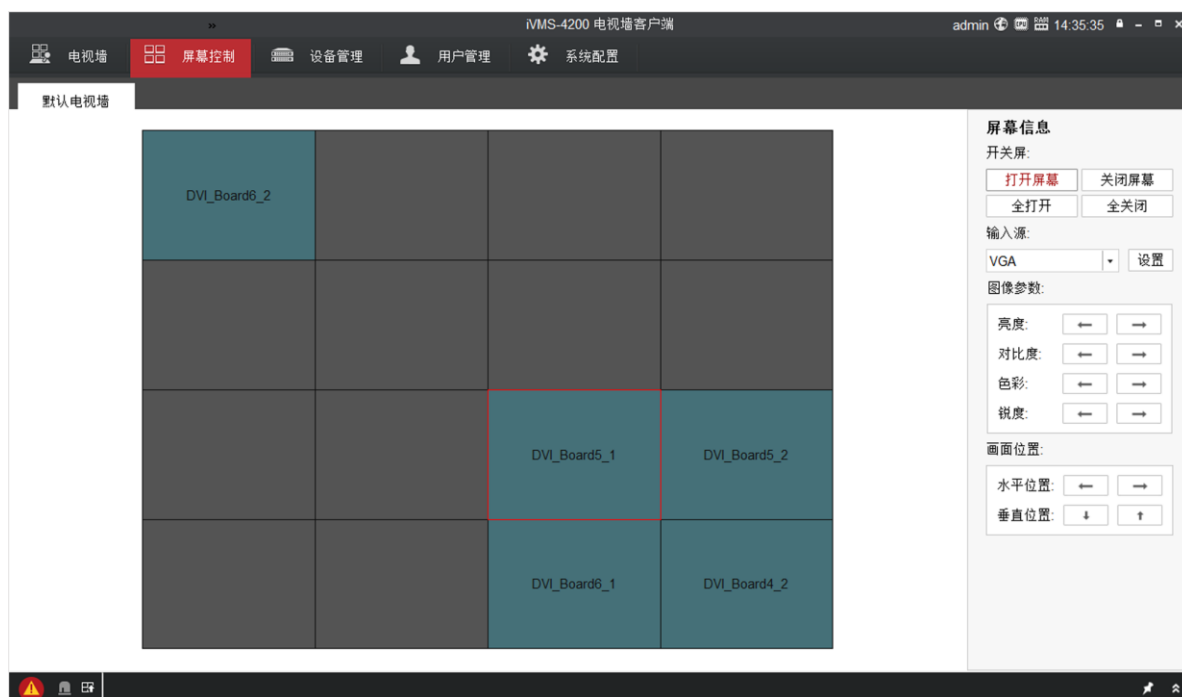 »
iVMS-4200 电视墙客户端
admin CPU RAM 14:35:35
电视墙 屏幕控制 设备管理 用户管理 系统配置
默认电视墙
DVI_Board6_2
DVI_Board5_1 DVI_Board5_2
DVI_Board6_1 DVI_Board4_2
屏幕信息
开关屏:
打开屏幕 关闭屏幕
全打开 全关闭
输入源:
VGA 设置
图像参数:
亮度: ← →
对比度: ← →
色彩: ← →
锐度: ← →
画面位置:
水平位置: ← →
垂直位置: ↓ ↑